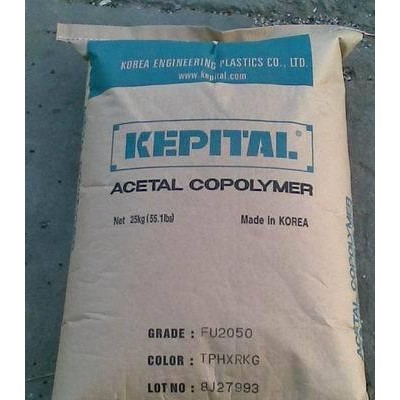 KOREA ENGINEERING PLASTICS CO., LTD.
www.kepital.com
KEPITAL®
ACETAL COPOLYMER
Net 25kg (55.1lbs)
Made in KOREA
GRADE : FU2050
COLOR : TPHXRKG
LOT NO : 8J27993
ACETAL COPOLYMER